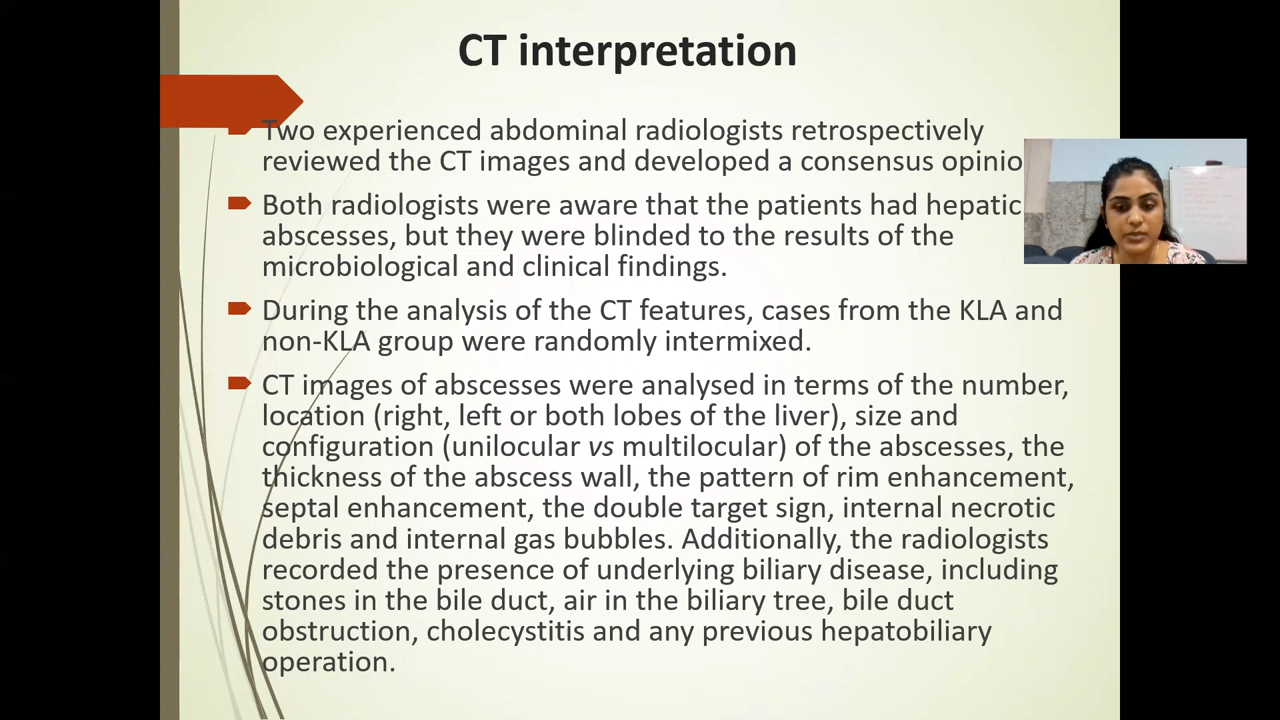 CT interpretation
Two experienced abdominal radiologists retrospectively
reviewed the CT images and developed a consensus opinio
Both radiologists were aware that the patients had hepatic
abscesses, but they were blinded to the results of the
microbiological and clinical findings.
During the analysis of the CT features, cases from the KLA and
non-KLA group were randomly intermixed.
CT images of abscesses were analysed in terms of the number,
location (right, left or both lobes of the liver), size and
configuration (unilocular vs multilocular) of the abscesses, the
thickness of the abscess wall, the pattern of rim enhancement,
septal enhancement, the double target sign, internal necrotic
debris and internal gas bubbles. Additionally, the radiologists
recorded the presence of underlying biliary disease, including
stones in the bile duct, air in the biliary tree, bile duct
obstruction, cholecystitis and any previous hepatobiliary
operation.